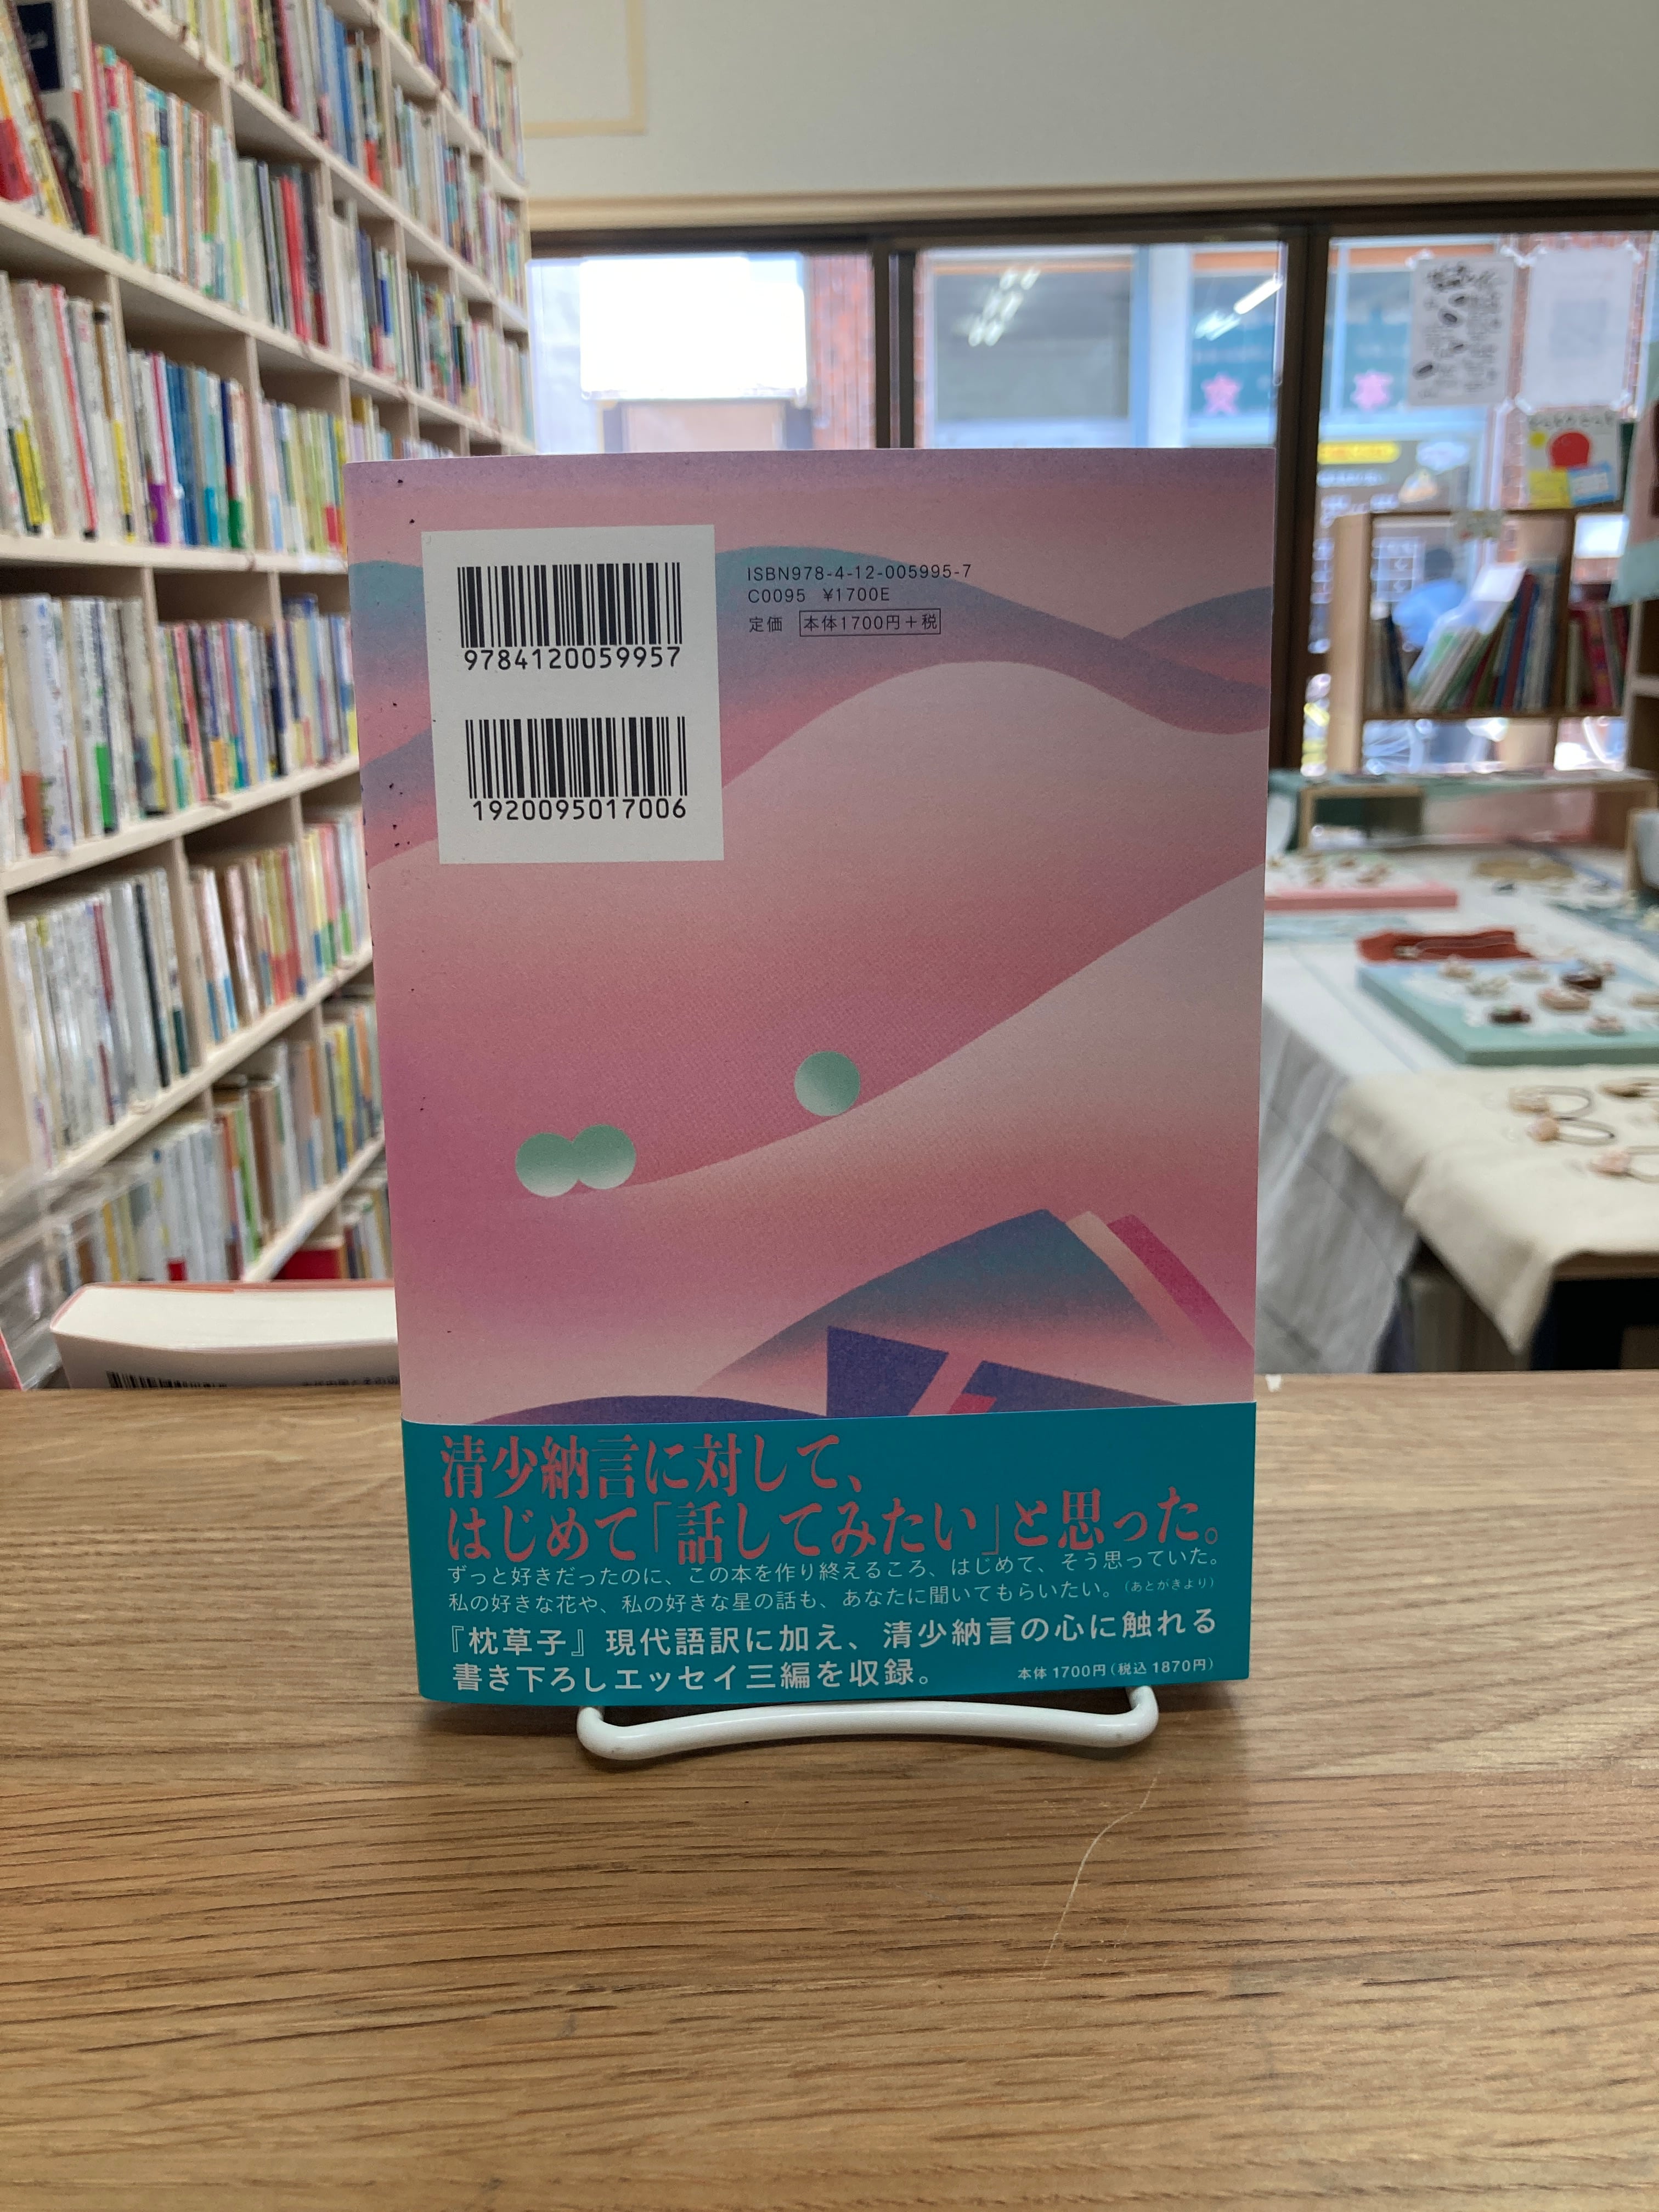 9784120059957
1920095017006
ISBN978-4-12-005995-7
C0095 ¥1700E
定価 本体1700円+税
清少納言に対して、
はじめて「話してみたい」と思った。
ずっと好きだったのに、この本を作り終えるころ、はじめて、そう思っていた。
私の好きな花や、私の好きな星の話も、あなたに聞いてもらいたい。(あとがきより)
『枕草子』現代語訳に加え、清少納言の心に触れる
書き下ろしエッセイ三編を収録。
本体1700円(税込1870円)